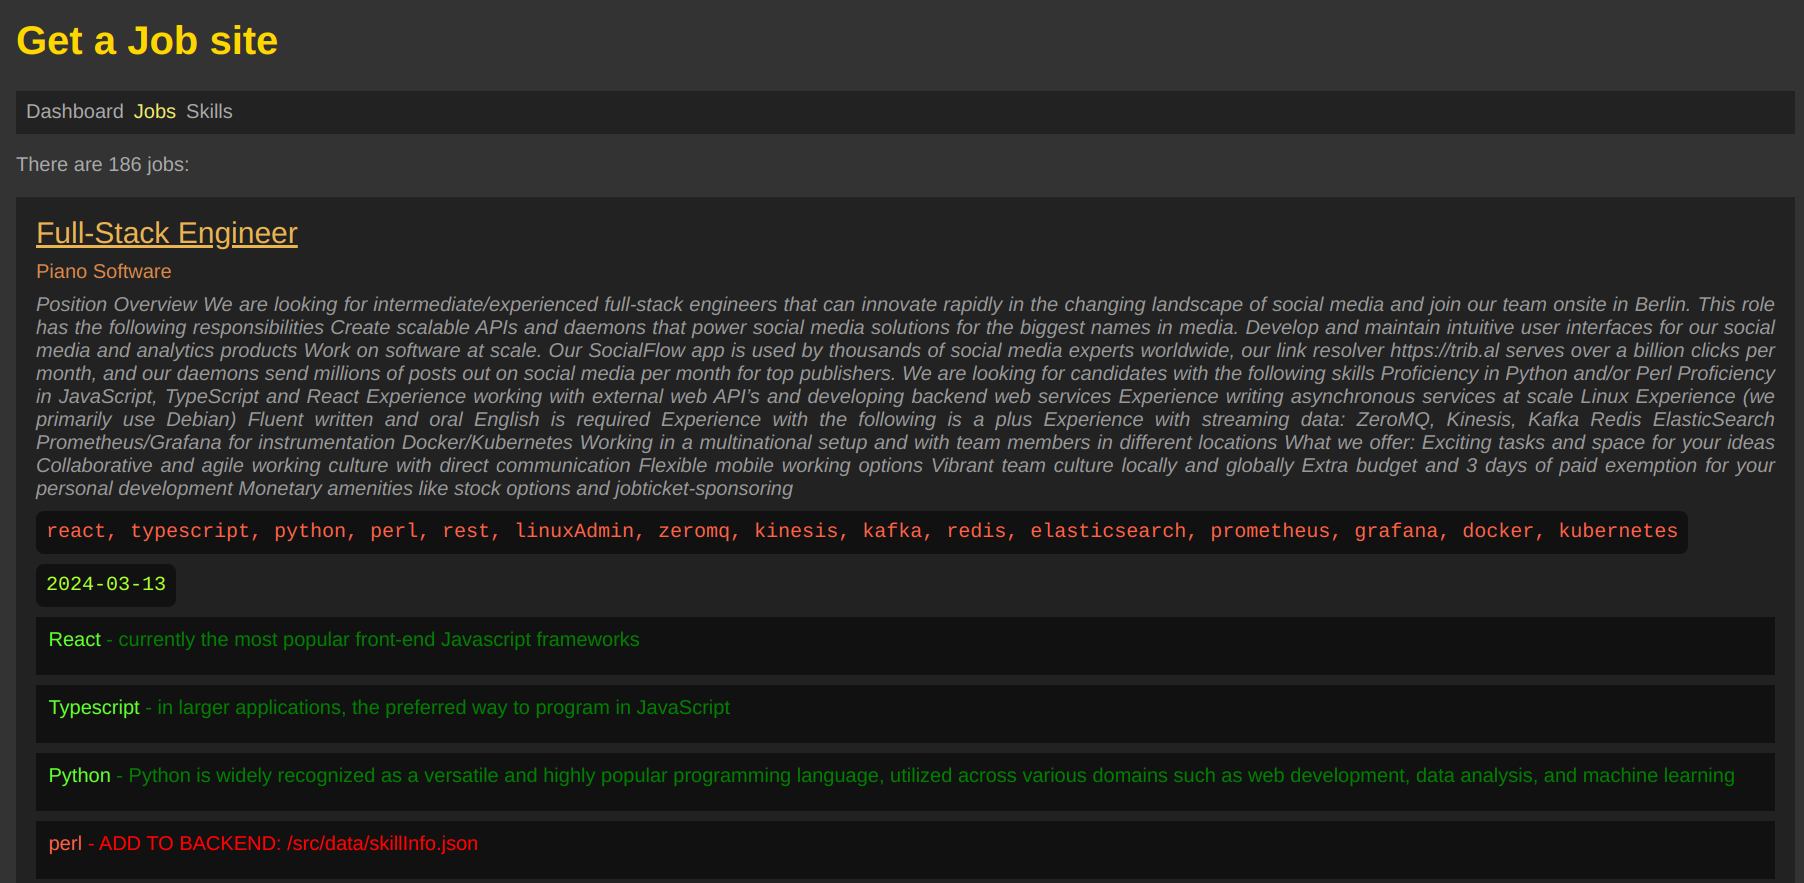 Get a Job site
Dashboard Jobs Skills
There are 186 jobs:
Full-Stack Engineer
Piano Software
Position Overview We are looking for intermediate/experienced full-stack engineers that can innovate rapidly in the changing landscape of social media and join our team onsite in Berlin. This role
has the following responsibilities Create scalable APIs and daemons that power social media solutions for the biggest names in media. Develop and maintain intuitive user interfaces for our social
media and analytics products Work on software at scale. Our SocialFlow app is used by thousands of social media experts worldwide, our link resolver https://trib.al serves over a billion clicks per
month, and our daemons send millions of posts out on social media per month for top publishers. We are looking for candidates with the following skills Proficiency in Python and/or Perl Proficiency
in JavaScript, TypeScript and React Experience working with external web API’s and developing backend web services Experience writing asynchronous services at scale Linux Experience (we
primarily use Debian) Fluent written and oral English is required Experience with the following is a plus Experience with streaming data: ZeroMQ, Kinesis, Kafka Redis ElasticSearch
Prometheus/Grafana for instrumentation Docker/Kubernetes Working in a multinational setup and with team members in different locations What we offer: Exciting tasks and space for your ideas
Collaborative and agile working culture with direct communication Flexible mobile working options Vibrant team culture locally and globally Extra budget and 3 days of paid exemption for your
personal development Monetary amenities like stock options and jobticket-sponsoring
react, typescript, python, perl, rest, linuxAdmin, zeromq, kinesis, kafka, redis, elasticsearch, prometheus, grafana, docker, kubernetes
2024-03-13
React - currently the most popular front-end Javascript frameworks
Typescript - in larger applications, the preferred way to program in JavaScript
Python - Python is widely recognized as a versatile and highly popular programming language, utilized across various domains such as web development, data analysis, and machine learning
perl - ADD TO BACKEND: /src/data/skillInfo.json